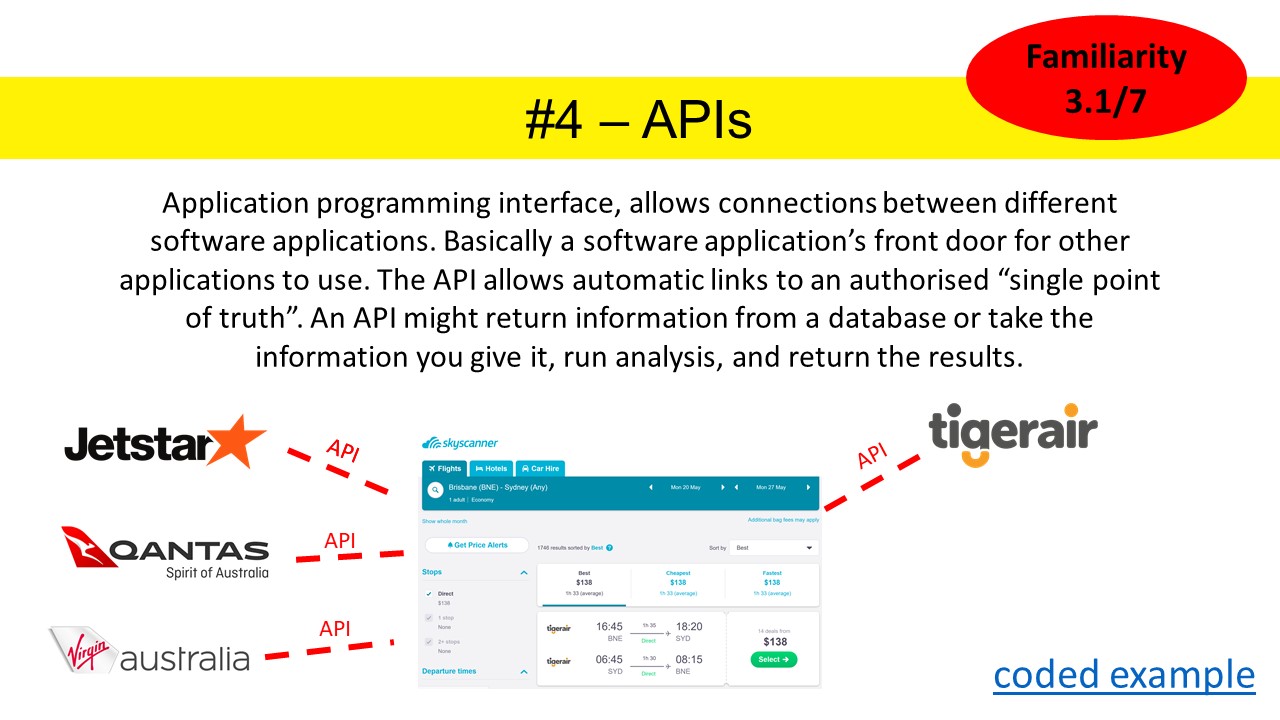 Familiarity
3.1/7
#4 – APIs
Application programming interface, allows connections between different
software applications. Basically a software application’s front door for other
applications to use. The API allows automatic links to an authorised “single point
of truth”. An API might return information from a database or take the
information you give it, run analysis, and return the results.
Jetstar
API
skyscanner
API
tigerair
Flights Hotels Car Hire
Brisbane (BNE) - Sydney (Any) Mon 20 May Mon 27 May
1 adult | Economy
Show whole month Additional bag fees may apply
QANTAS
Spirit of Australia
API
Get Price Alerts
1746 results sorted by Best ? Sort by Best
Stops
Direct
$138
1 stop
None
2+ stops
None
Departure times
Best Cheapest Fastest
$138 $138 $138
1h 33 (average) 1h 33 (average) 1h 33 (average)
tigerair 16:45 1h 35 18:20
BNE Direct SYD
tigerair 06:45 1h 30 08:15
SYD Direct BNE
14 deals from
$138
Select →
Virgin australia
API
coded example